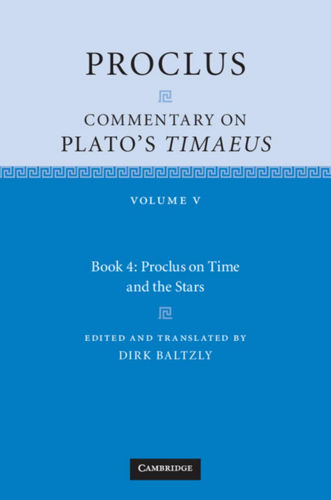 PROCLUS
COMMENTARY ON
PLATO'S TIMAEUS
VOLUME V
Book 4: Proclus on Time
and the Stars
EDITED AND TRANSLATED BY
DIRK BALTZLY
CAMBRIDGE